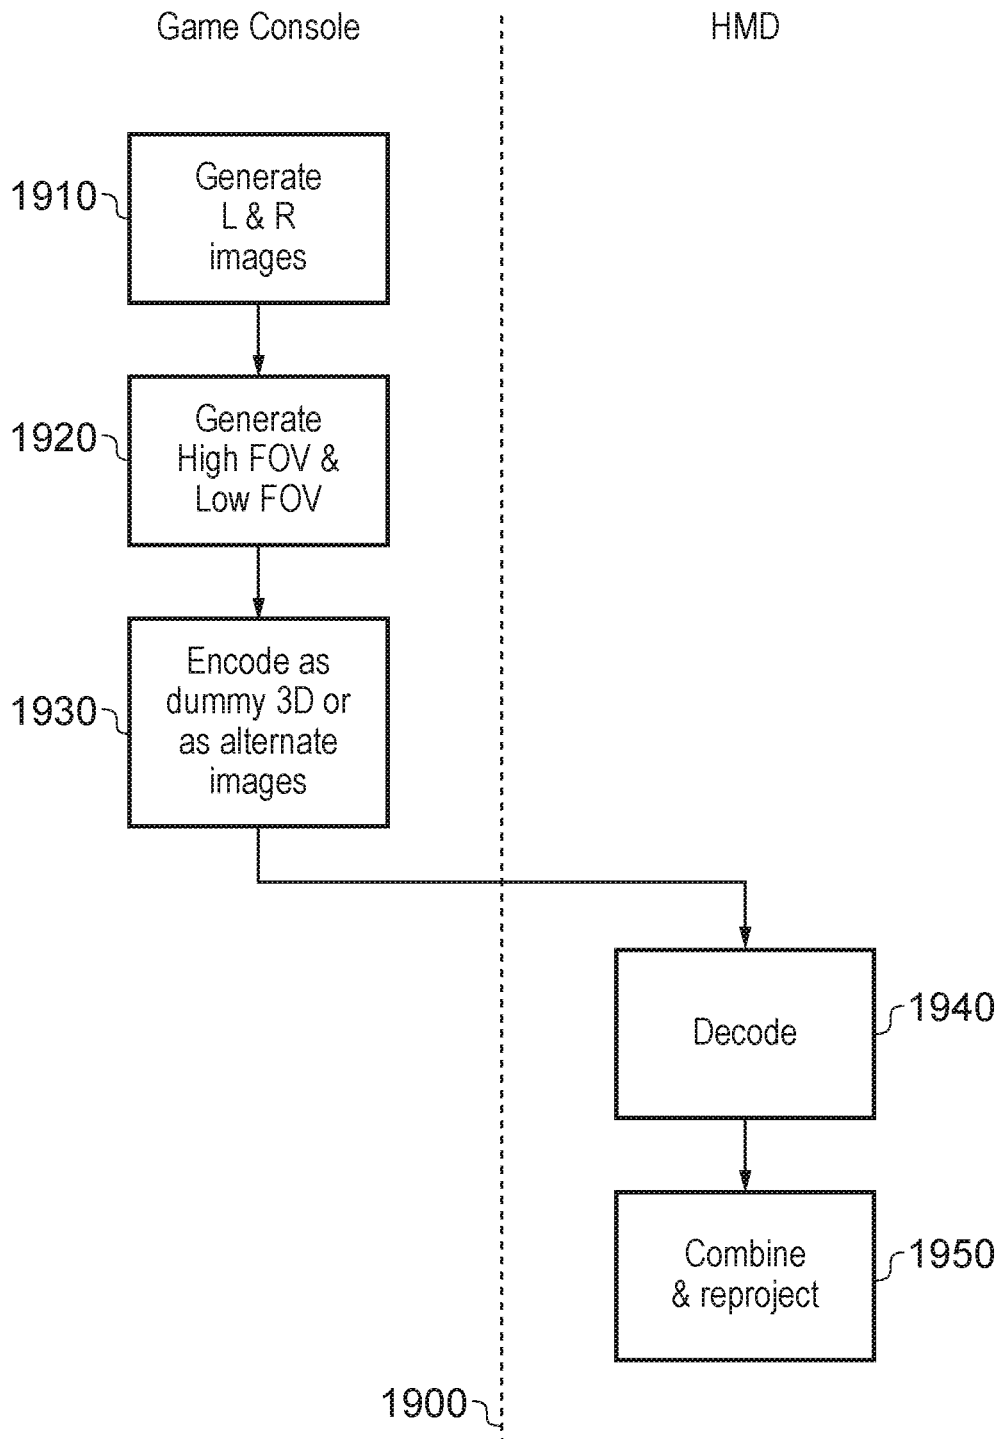 Game Console
HMD
1910
Generate
L & R
images
1920
Generate
High FOV &
Low FOV
1930
Encode as
dummy 3D or
as alternate
images
Decode
1940
Combine
& reproject
1950
1900